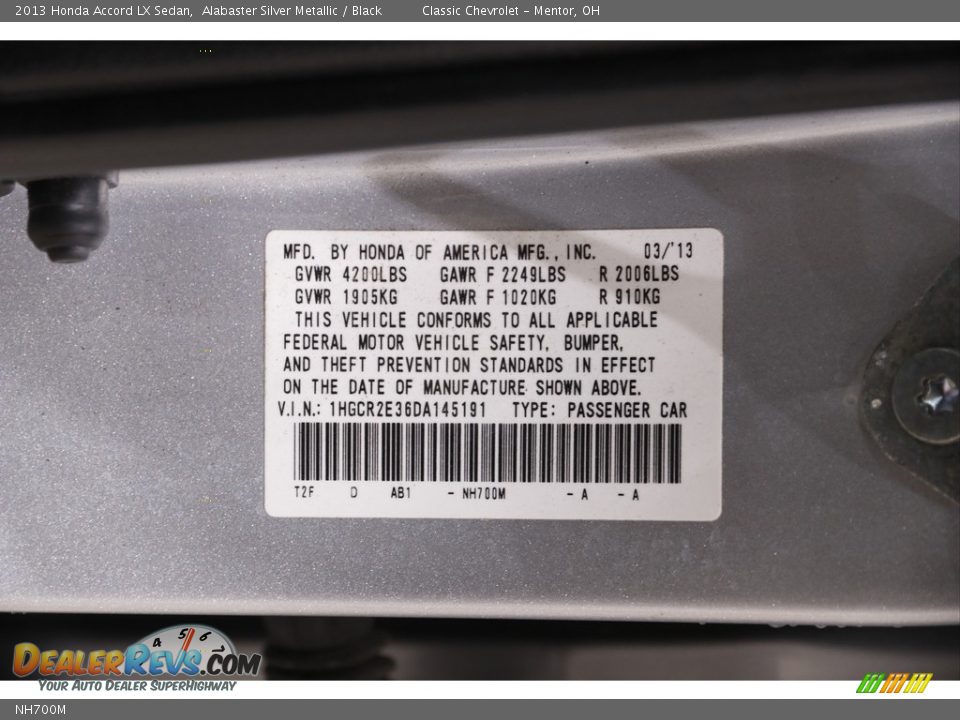 2013 Honda Accord LX Sedan, Alabaster Silver Metallic / Black Classic Chevrolet – Mentor, OH
MFD. BY HONDA OF AMERICA MFG., INC. 03/'13
GVWR 4200LBS GAWR F 2249LBS R 2006LBS
GVWR 1905KG GAWR F 1020KG R 910KG
THIS VEHICLE CONFORMS TO ALL APPLICABLE
FEDERAL MOTOR VEHICLE SAFETY, BUMPER,
AND THEFT PREVENTION STANDARDS IN EFFECT
ON THE DATE OF MANUFACTURE SHOWN ABOVE.
V.I.N.: 1HGCR2E36DA145191 TYPE: PASSENGER CAR
T2F D AB1 - NH700M - A - A
4 5 6
DEALERREVS.COM
YOUR AUTO DEALER SUPERHIGHWAY
NH700M